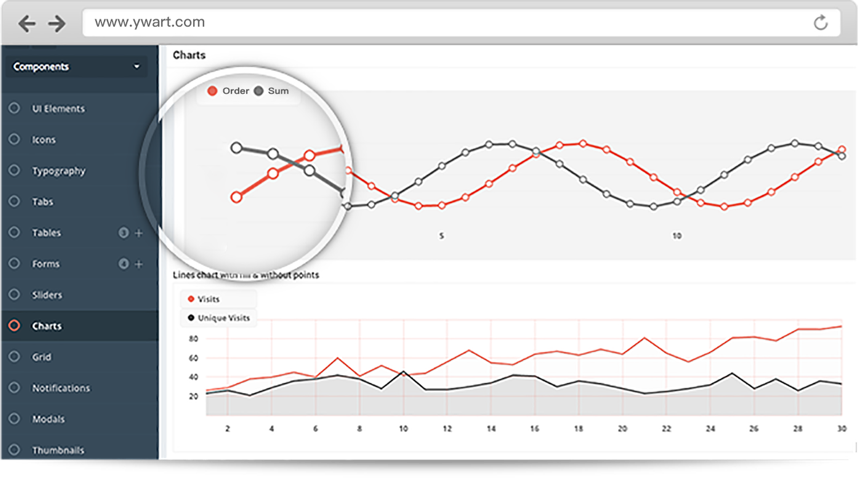 www.ywart.com
Components
UI Elements
Icons
Typography
Tabs
Tables 3 +
Forms 4 +
Sliders
Charts
Grid
Notifications
Modals
Thumbnails
Charts
Order Sum
5 10
Lines chart with fill & without points
Visits
Unique Visits
80
60
40
20
2 4 6 8 10 12 14 16 18 20 22 24 26 28 30